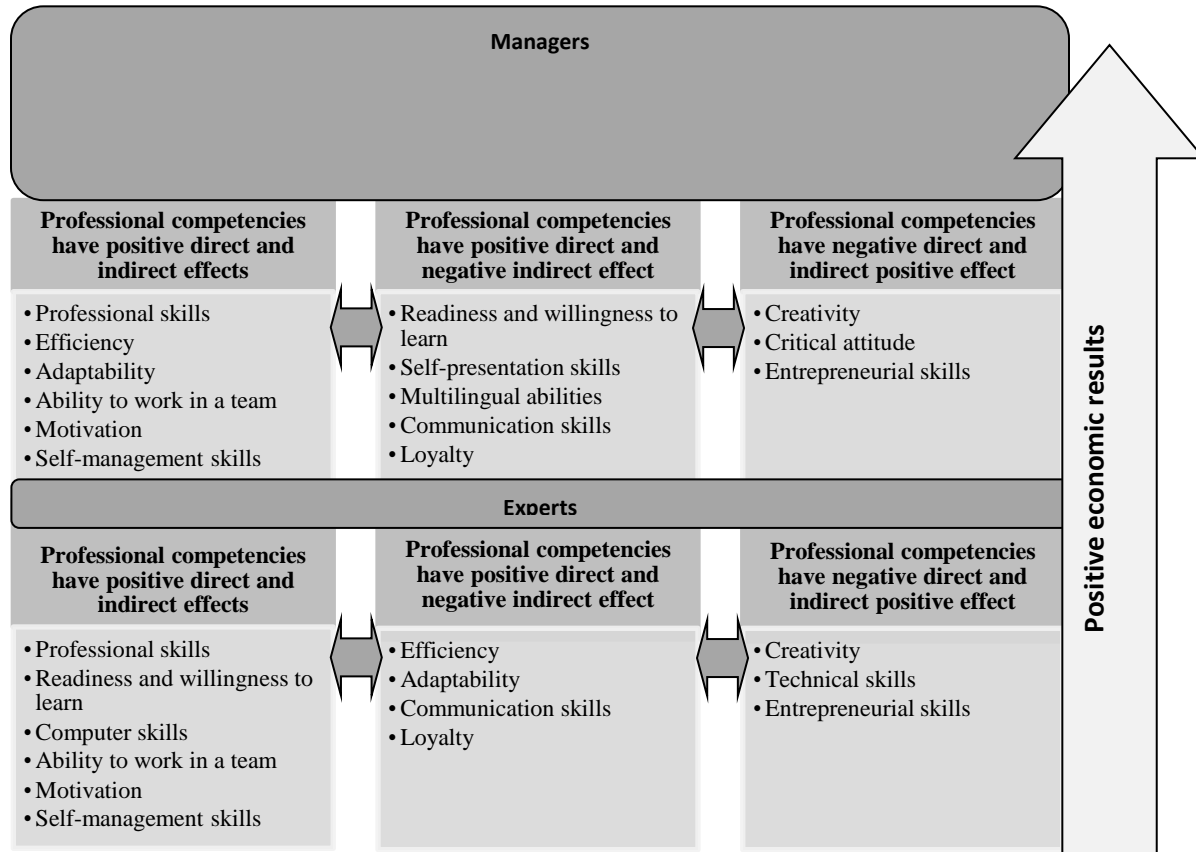 Managers
Professional competencies
have positive direct and
indirect effects
• Professional skills
• Efficiency
• Adaptability
• Ability to work in a team
• Motivation
• Self-management skills
Professional competencies
have positive direct and
negative indirect effect
• Readiness and willingness to
learn
• Self-presentation skills
• Multilingual abilities
• Communication skills
• Loyalty
Professional competencies
have negative direct and
indirect positive effect
• Creativity
• Critical attitude
• Entrepreneurial skills
Experts
Professional competencies
have positive direct and
indirect effects
• Professional skills
• Readiness and willingness to
learn
• Computer skills
• Ability to work in a team
• Motivation
• Self-management skills
Professional competencies
have positive direct and
negative indirect effect
• Efficiency
• Adaptability
• Communication skills
• Loyalty
Professional competencies
have negative direct and
indirect positive effect
• Creativity
• Technical skills
• Entrepreneurial skills
Positive economic results